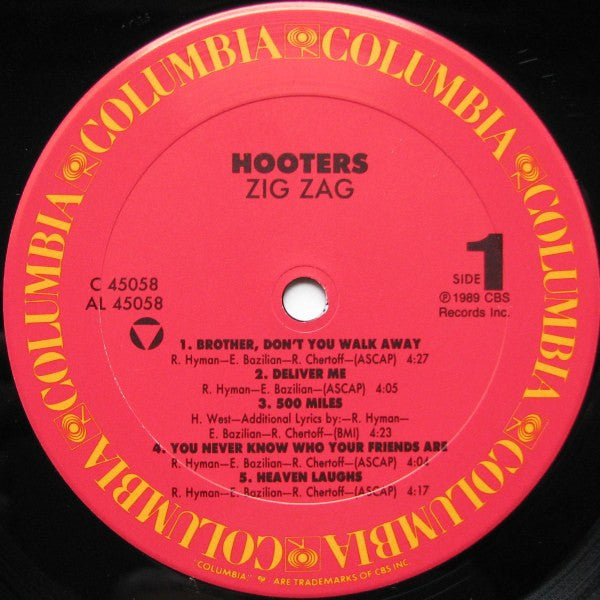 COLUMBIA COLUMBIA COLUMBIA COLUMBIA COLUMBIA COLUMBIA COLUMBIA COLUMBIA
HOOTERS
ZIG ZAG
C 45058
AL 45058
SIDE 1
℗ 1989 CBS
Records Inc.
1. BROTHER, DON'T YOU WALK AWAY
R. Hyman—E. Bazilian—R. Chertoff—(ASCAP) 4:27
2. DELIVER ME
R. Hyman—E. Bazilian—(ASCAP) 4:05
3. 500 MILES
H. West—Additional Lyrics by:—R. Hyman—
E. Bazilian—R. Chertoff—(BMI) 4:23
4. YOU NEVER KNOW WHO YOUR FRIENDS ARE
R. Hyman—E. Bazilian—R. Chertoff—(ASCAP) 4:04
5. HEAVEN LAUGHS
R. Hyman—E. Bazilian—R. Chertoff—(ASCAP) 4:17
"COLUMBIA," ARE TRADEMARKS OF CBS INC.